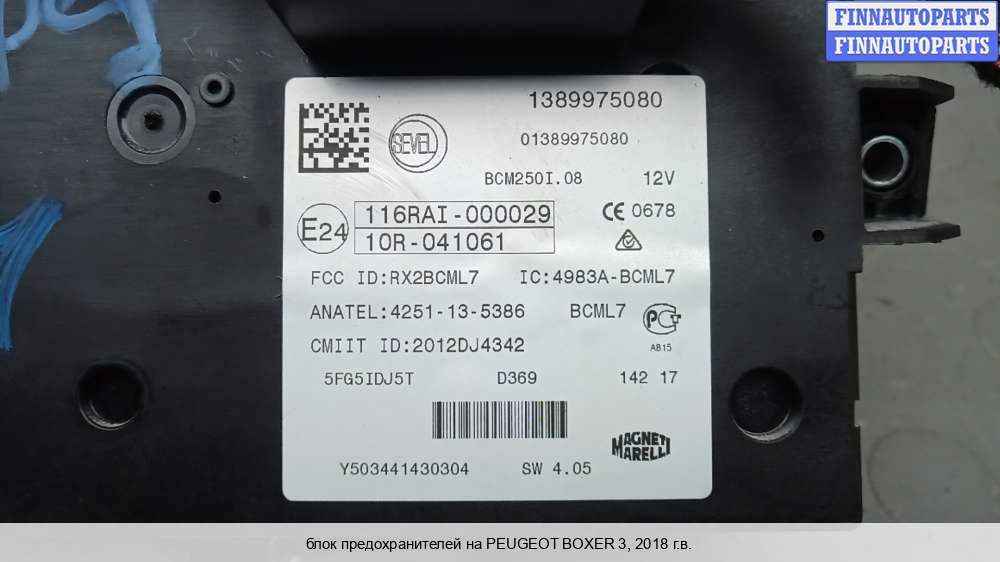 FINNAUTOPARTS
FINNAUTOPARTS
1389975080
SEVEL
01389975080
BCM250I.08 12V
E24
116RAI-000029
CE 0678
10R-041061
FCC ID:RX2BCML7 IC:4983A-BCML7
ANATEL:4251-13-5386 BCML7
CMIIT ID:2012DJ4342 AB15
5FG5IDJ5T D369 142 17
MAGNETI
MARELLI
Y503441430304 SW 4.05
блок предохранителей на PEUGEOT BOXER 3, 2018 г.в.